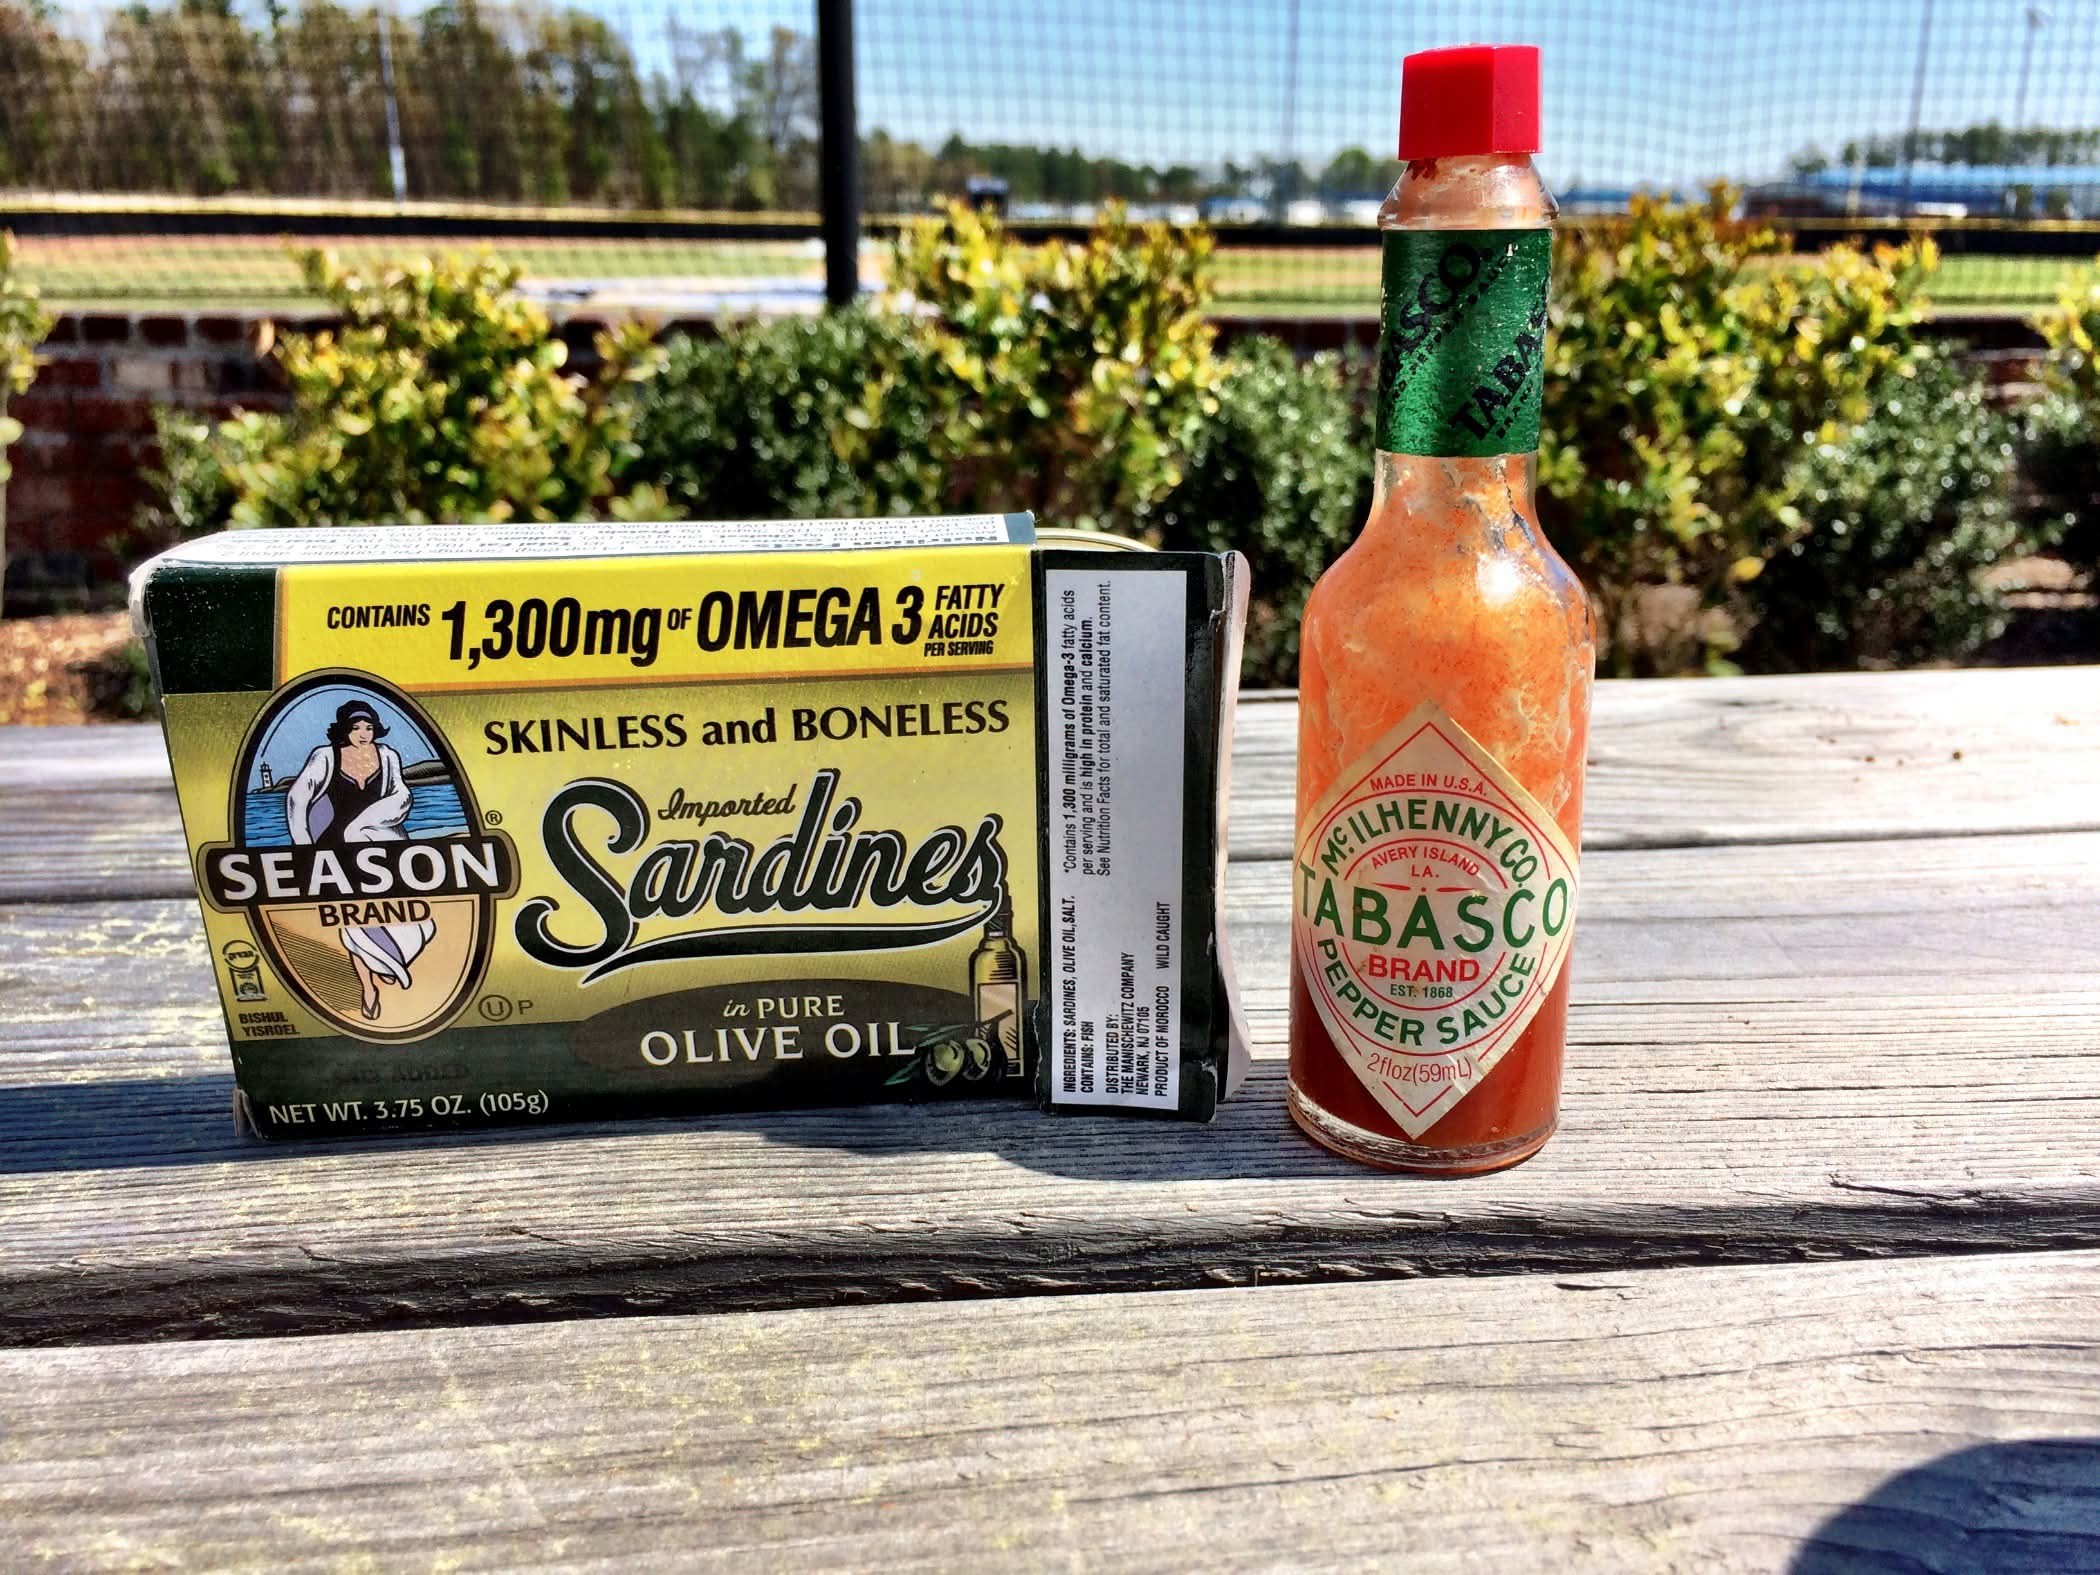 CONTAINS 1,300mg OF OMEGA 3 FATTY ACIDS PER SERVING
SKINLESS and BONELESS
Imported
Sardines
SEASON ®
BRAND
in PURE
OLIVE OIL
U P
BISHUL
YISROEL
NET WT. 3.75 OZ. (105g)
Nutrition Facts
*Contains 1,300 milligrams of Omega-3 fatty acids
per serving and is high in protein and calcium.
See Nutrition Facts for total and saturated fat content.
INGREDIENTS: SARDINES, OLIVE OIL, SALT.
CONTAINS: FISH
DISTRIBUTED BY:
THE MANISCHEWITZ COMPANY
NEWARK, NJ 07105
PRODUCT OF MOROCCO WILD CAUGHT
TABASCO
MADE IN U.S.A.
McILHENNY CO.
AVERY ISLAND
LA.
TABASCO®
BRAND
EST. 1868
PEPPER SAUCE
2 fl oz (59mL)